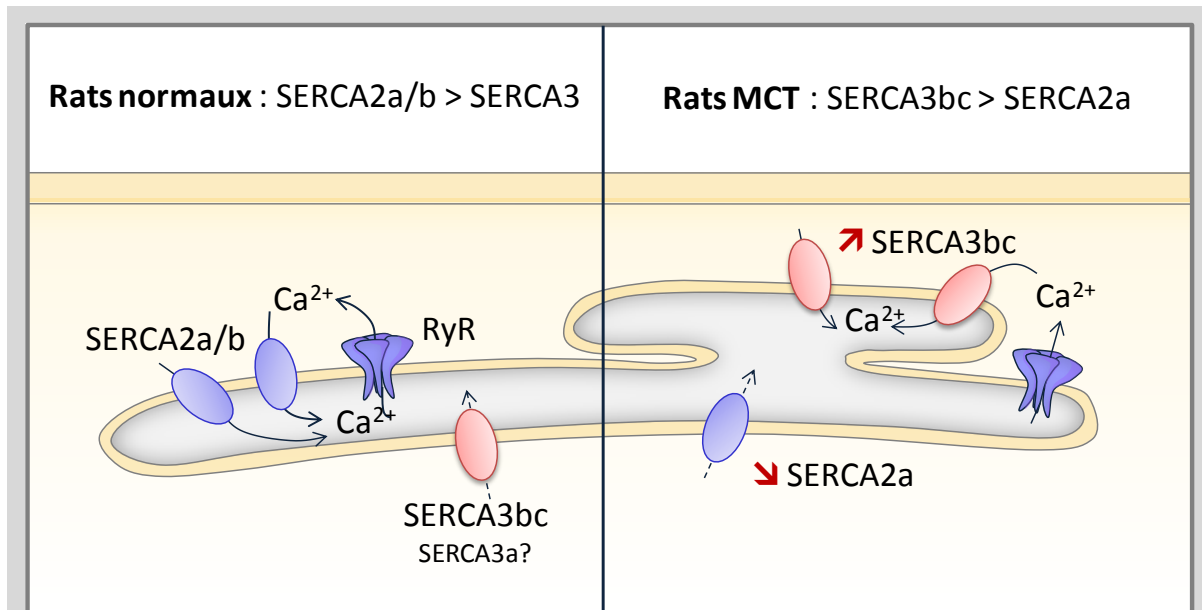 Rats normaux : SERCA2a/b > SERCA3
Rats MCT : SERCA3bc > SERCA2a
Ca²⁺
SERCA2a/b
RyR
Ca²⁺
SERCA3bc
SERCA3a?
↗ SERCA3bc
Ca²⁺
Ca²⁺
↘ SERCA2a